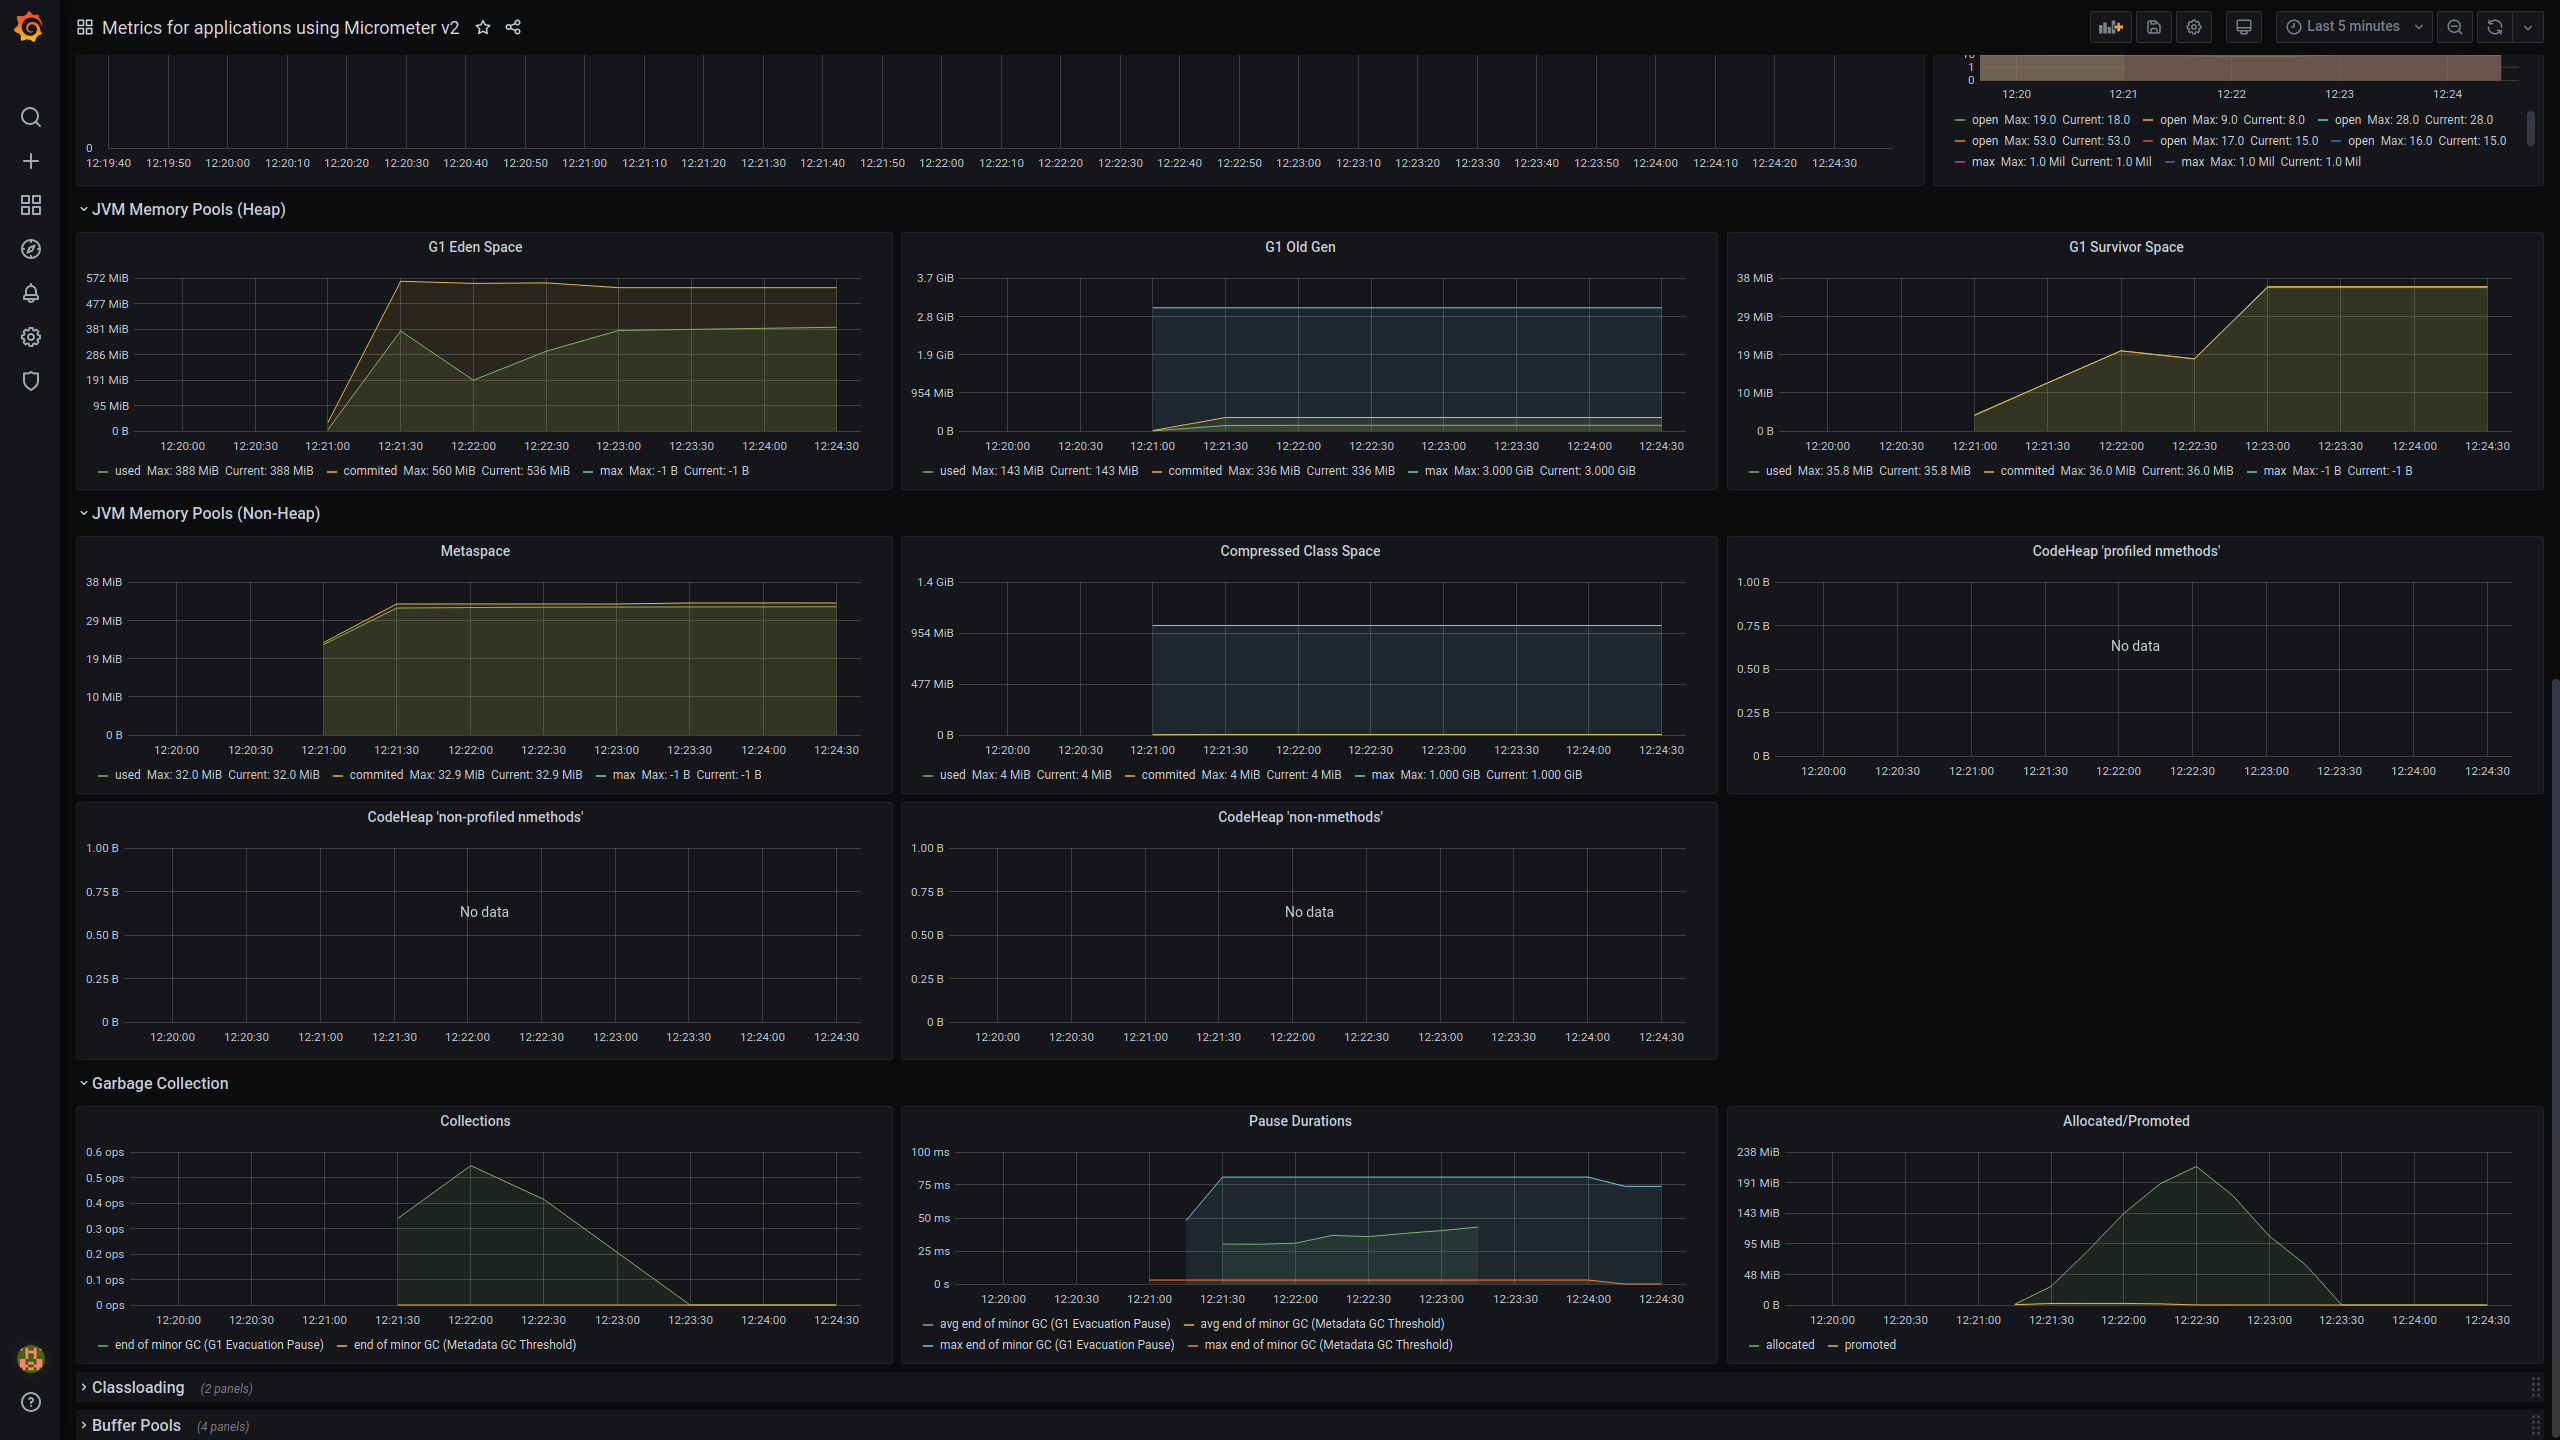 Metrics for applications using Micrometer v2
Last 5 minutes
0
12:19:40 12:19:50 12:20:00 12:20:10 12:20:20 12:20:30 12:20:40 12:20:50 12:21:00 12:21:10 12:21:20 12:21:30 12:21:40 12:21:50 12:22:00 12:22:10 12:22:20 12:22:30 12:22:40 12:22:50 12:23:00 12:23:10 12:23:20 12:23:30 12:23:40 12:23:50 12:24:00 12:24:10 12:24:20 12:24:30
1
0
12:20 12:21 12:22 12:23 12:24
open Max: 19.0 Current: 18.0 open Max: 9.0 Current: 8.0 open Max: 28.0 Current: 28.0
open Max: 53.0 Current: 53.0 open Max: 17.0 Current: 15.0 open Max: 16.0 Current: 15.0
max Max: 1.0 Mil Current: 1.0 Mil max Max: 1.0 Mil Current: 1.0 Mil
JVM Memory Pools (Heap)
G1 Eden Space
572 MiB
477 MiB
381 MiB
286 MiB
191 MiB
95 MiB
0 B
12:20:00 12:20:30 12:21:00 12:21:30 12:22:00 12:22:30 12:23:00 12:23:30 12:24:00 12:24:30
used Max: 388 MiB Current: 388 MiB commited Max: 560 MiB Current: 536 MiB max Max: -1 B Current: -1 B
G1 Old Gen
3.7 GiB
2.8 GiB
1.9 GiB
954 MiB
0 B
12:20:00 12:20:30 12:21:00 12:21:30 12:22:00 12:22:30 12:23:00 12:23:30 12:24:00 12:24:30
used Max: 143 MiB Current: 143 MiB commited Max: 336 MiB Current: 336 MiB max Max: 3.000 GiB Current: 3.000 GiB
G1 Survivor Space
38 MiB
29 MiB
19 MiB
10 MiB
0 B
12:20:00 12:20:30 12:21:00 12:21:30 12:22:00 12:22:30 12:23:00 12:23:30 12:24:00 12:24:30
used Max: 35.8 MiB Current: 35.8 MiB commited Max: 36.0 MiB Current: 36.0 MiB max Max: -1 B Current: -1 B
JVM Memory Pools (Non-Heap)
Metaspace
38 MiB
29 MiB
19 MiB
10 MiB
0 B
12:20:00 12:20:30 12:21:00 12:21:30 12:22:00 12:22:30 12:23:00 12:23:30 12:24:00 12:24:30
used Max: 32.0 MiB Current: 32.0 MiB commited Max: 32.9 MiB Current: 32.9 MiB max Max: -1 B Current: -1 B
Compressed Class Space
1.4 GiB
954 MiB
477 MiB
0 B
12:20:00 12:20:30 12:21:00 12:21:30 12:22:00 12:22:30 12:23:00 12:23:30 12:24:00 12:24:30
used Max: 4 MiB Current: 4 MiB commited Max: 4 MiB Current: 4 MiB max Max: 1.000 GiB Current: 1.000 GiB
CodeHeap 'profiled nmethods'
1.00 B
0.75 B
No data
0.50 B
0.25 B
0 B
12:20:00 12:20:30 12:21:00 12:21:30 12:22:00 12:22:30 12:23:00 12:23:30 12:24:00 12:24:30
CodeHeap 'non-profiled nmethods'
1.00 B
0.75 B
No data
0.50 B
0.25 B
0 B
12:20:00 12:20:30 12:21:00 12:21:30 12:22:00 12:22:30 12:23:00 12:23:30 12:24:00 12:24:30
CodeHeap 'non-nmethods'
1.00 B
0.75 B
No data
0.50 B
0.25 B
0 B
12:20:00 12:20:30 12:21:00 12:21:30 12:22:00 12:22:30 12:23:00 12:23:30 12:24:00 12:24:30
Garbage Collection
Collections
0.6 ops
0.5 ops
0.4 ops
0.3 ops
0.2 ops
0.1 ops
0 ops
12:20:00 12:20:30 12:21:00 12:21:30 12:22:00 12:22:30 12:23:00 12:23:30 12:24:00 12:24:30
end of minor GC (G1 Evacuation Pause) end of minor GC (Metadata GC Threshold)
Pause Durations
100 ms
75 ms
50 ms
25 ms
0 s
12:20:00 12:20:30 12:21:00 12:21:30 12:22:00 12:22:30 12:23:00 12:23:30 12:24:00 12:24:30
avg end of minor GC (G1 Evacuation Pause) avg end of minor GC (Metadata GC Threshold)
max end of minor GC (G1 Evacuation Pause) max end of minor GC (Metadata GC Threshold)
Allocated/Promoted
238 MiB
191 MiB
143 MiB
95 MiB
48 MiB
0 B
12:20:00 12:20:30 12:21:00 12:21:30 12:22:00 12:22:30 12:23:00 12:23:30 12:24:00 12:24:30
allocated promoted
Classloading (2 panels)
Buffer Pools (4 panels)